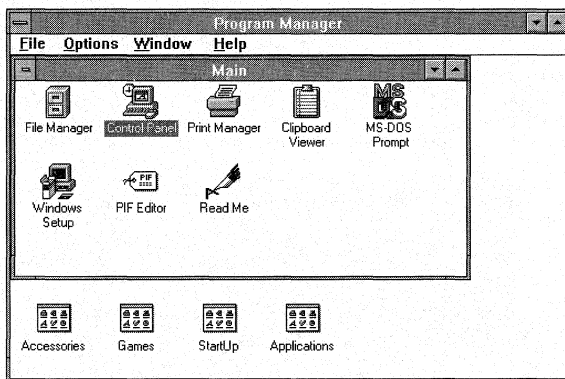 Program Manager
File Options Window Help
Main
File Manager Control Panel Print Manager Clipboard Viewer MS-DOS Prompt
Windows Setup PIF Editor Read Me
Accessories Games StartUp Applications